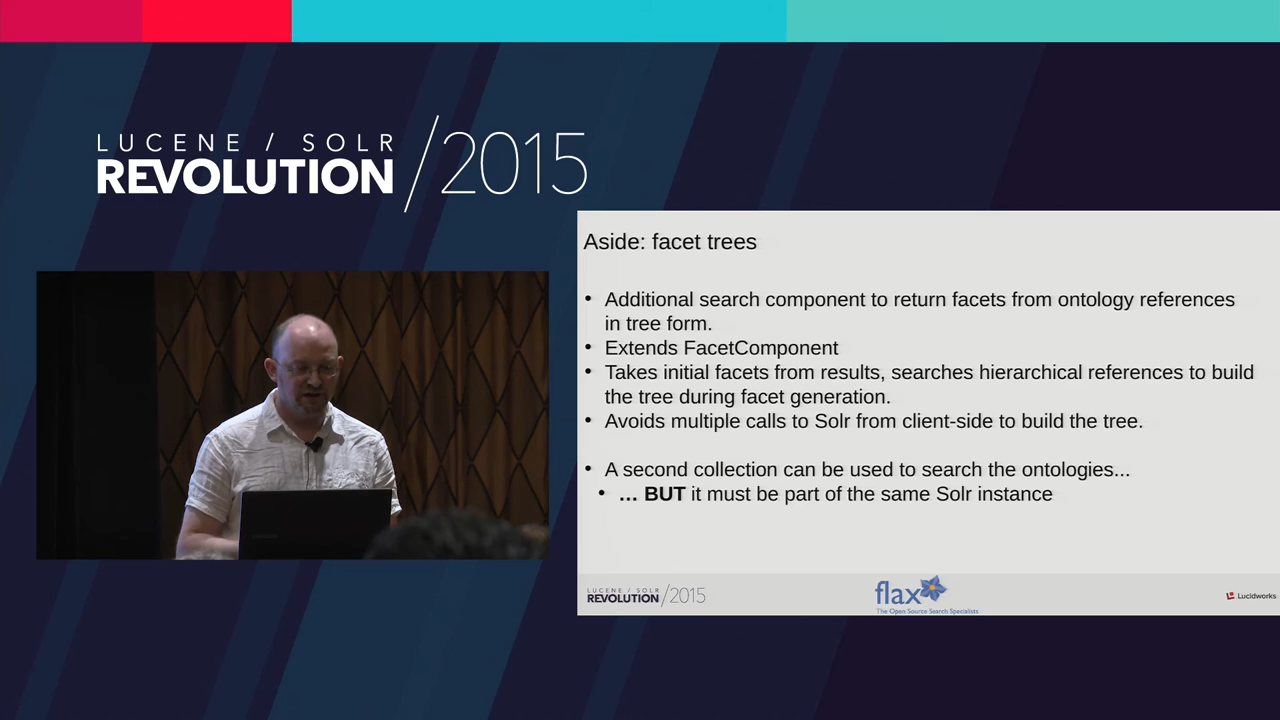 LUCENE / SOLR
REVOLUTION /2015
Aside: facet trees
• Additional search component to return facets from ontology references
in tree form.
• Extends FacetComponent
• Takes initial facets from results, searches hierarchical references to build
the tree during facet generation.
• Avoids multiple calls to Solr from client-side to build the tree.
• A second collection can be used to search the ontologies...
• ... BUT it must be part of the same Solr instance
LUCENE / SOLR
REVOLUTION /2015
flax
The Open Source Search Specialists
Lucidworks